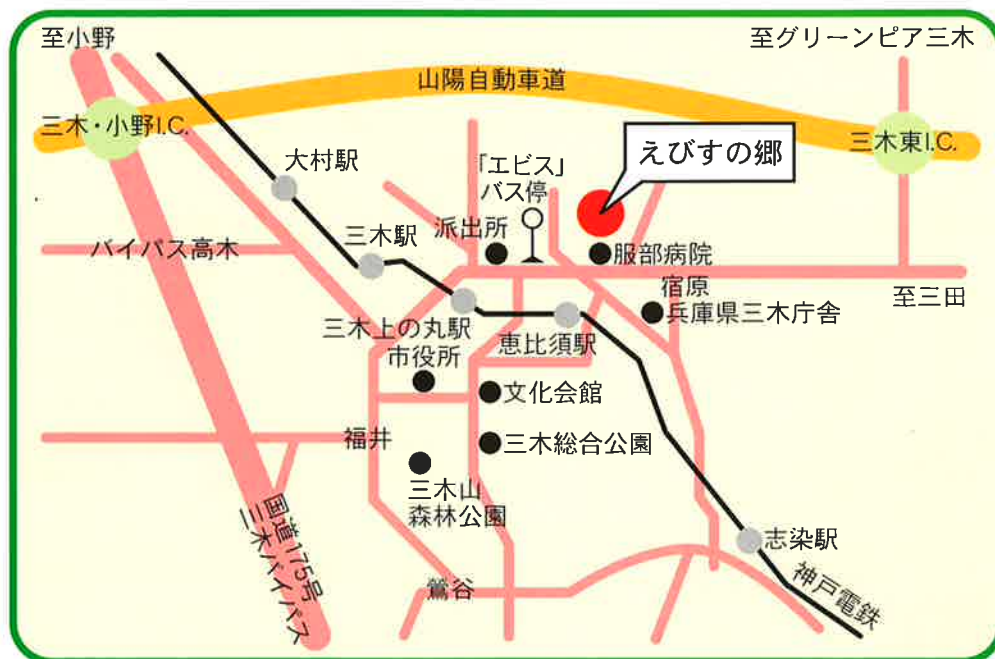 至小野
至グリーンピア三木
山陽自動車道
三木・小野I.C.
三木東I.C.
大村駅
「エビス」
バス停
えびすの郷
派出所
三木駅
バイパス高木
服部病院
宿原
至三田
兵庫県三木庁舎
三木上の丸駅
恵比須駅
市役所
文化会館
福井
三木総合公園
三木山
森林公園
国道175号
三木バイパス
志染駅
神戸電鉄
鶯谷